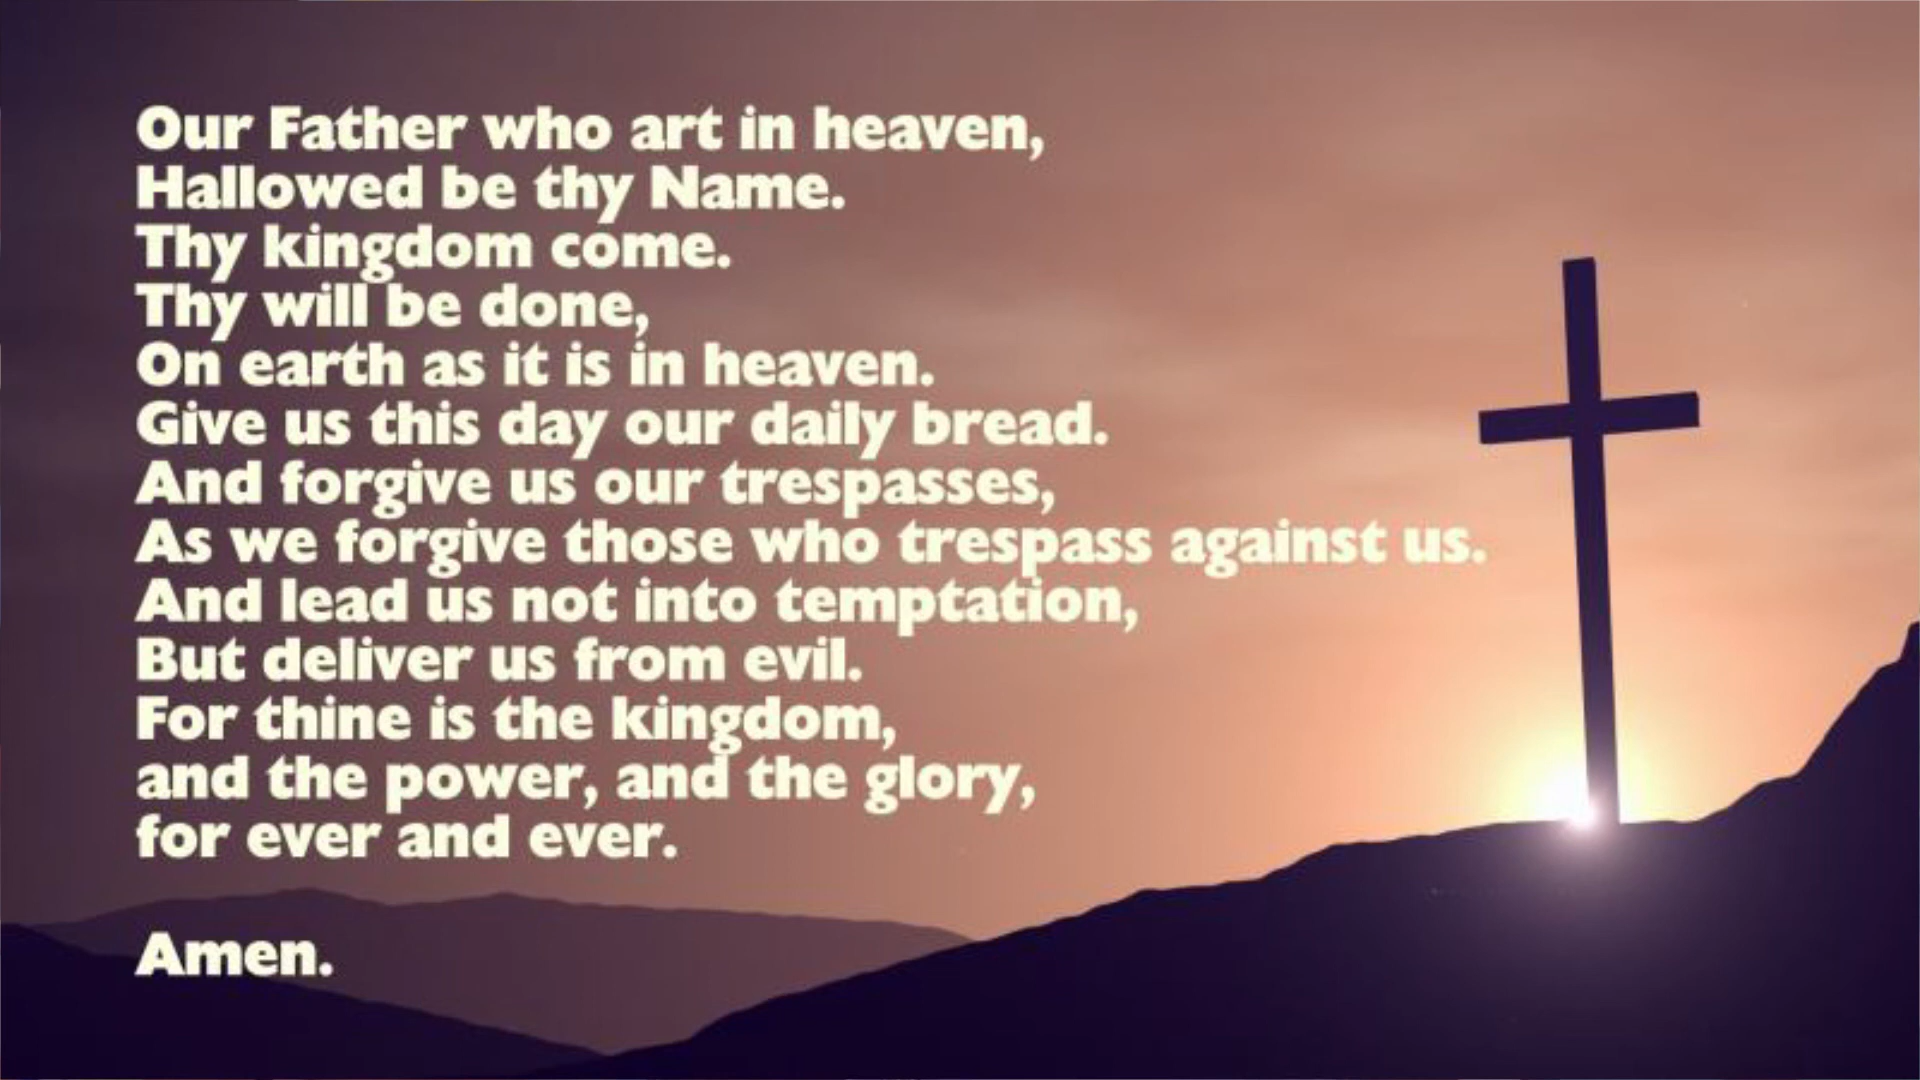 Our Father who art in heaven,
Hallowed be thy Name.
Thy kingdom come.
Thy will be done,
On earth as it is in heaven.
Give us this day our daily bread.
And forgive us our trespasses,
As we forgive those who trespass against us.
And lead us not into temptation,
But deliver us from evil.
For thine is the kingdom,
and the power, and the glory,
for ever and ever.
Amen.